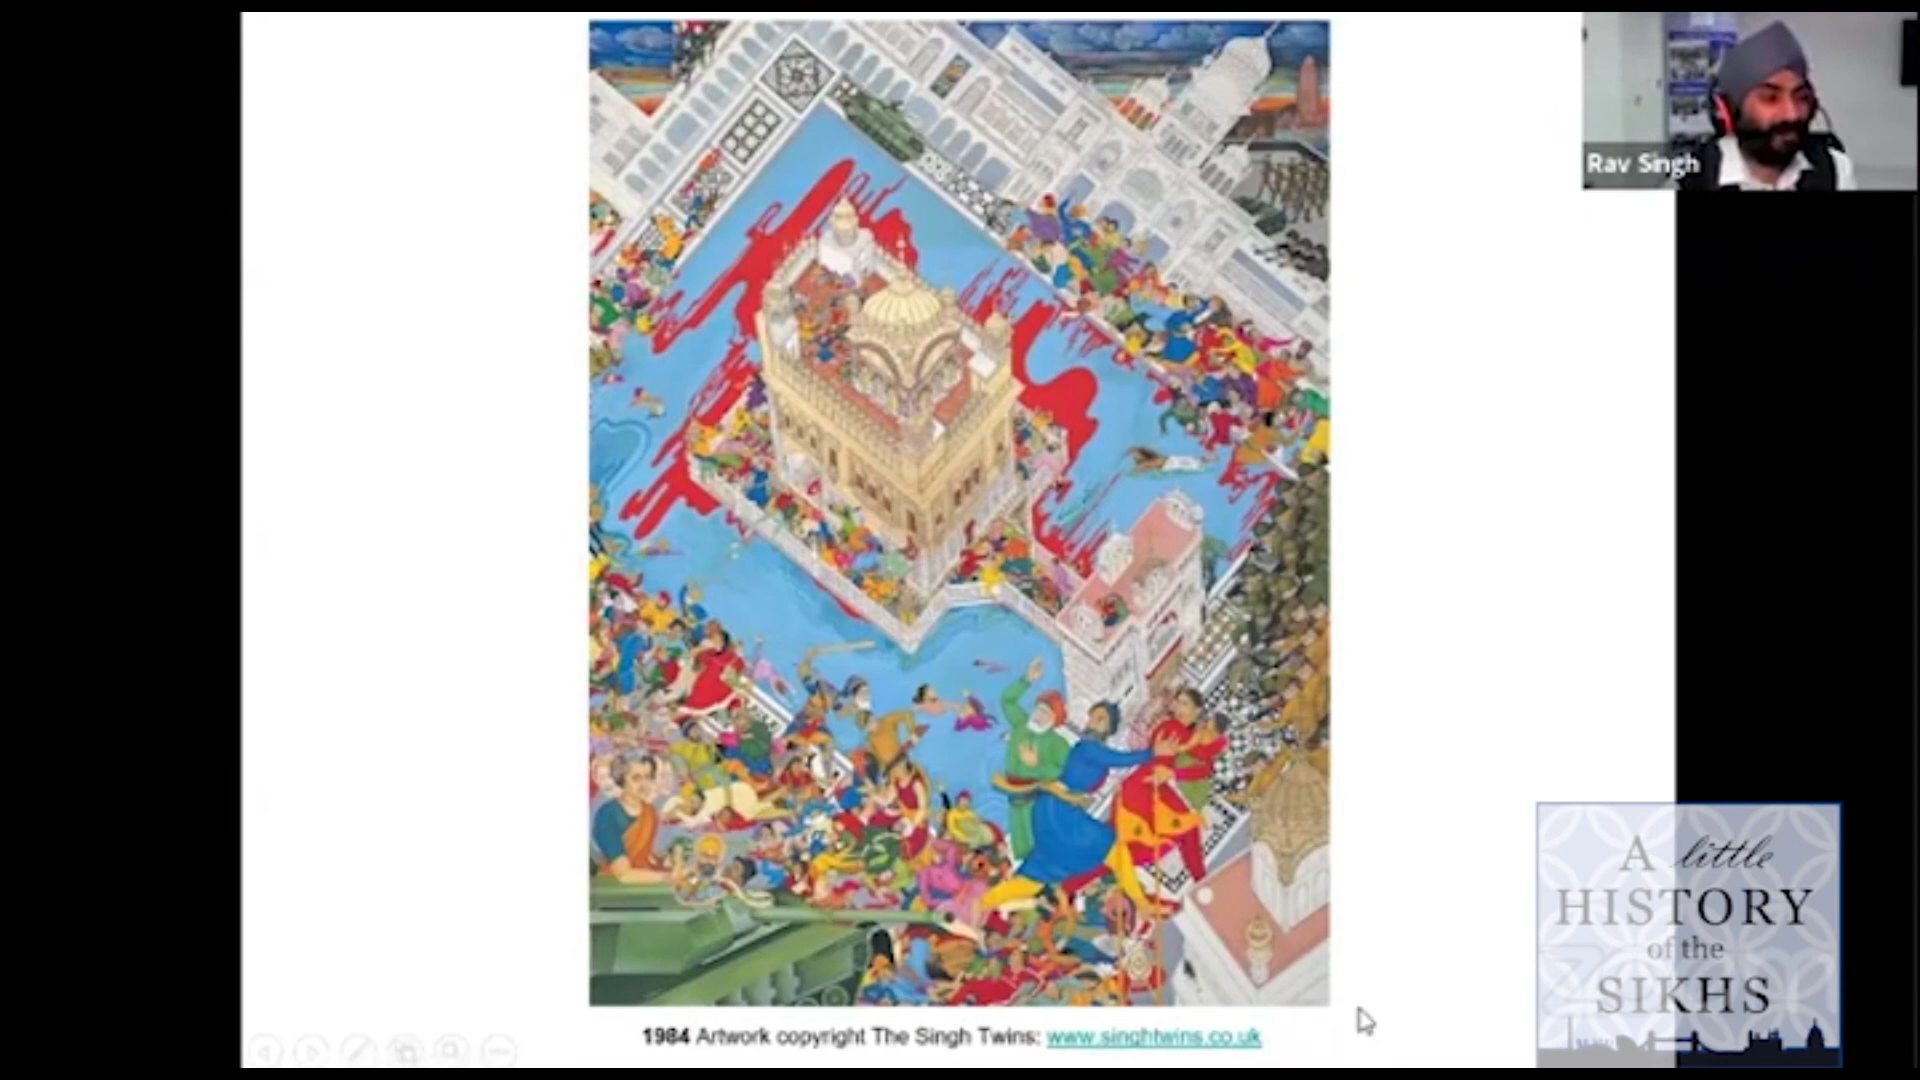 Rav Singh
1984 Artwork copyright The Singh Twins: www.singhtwins.co.uk
A little
HISTORY
of the
SIKHS